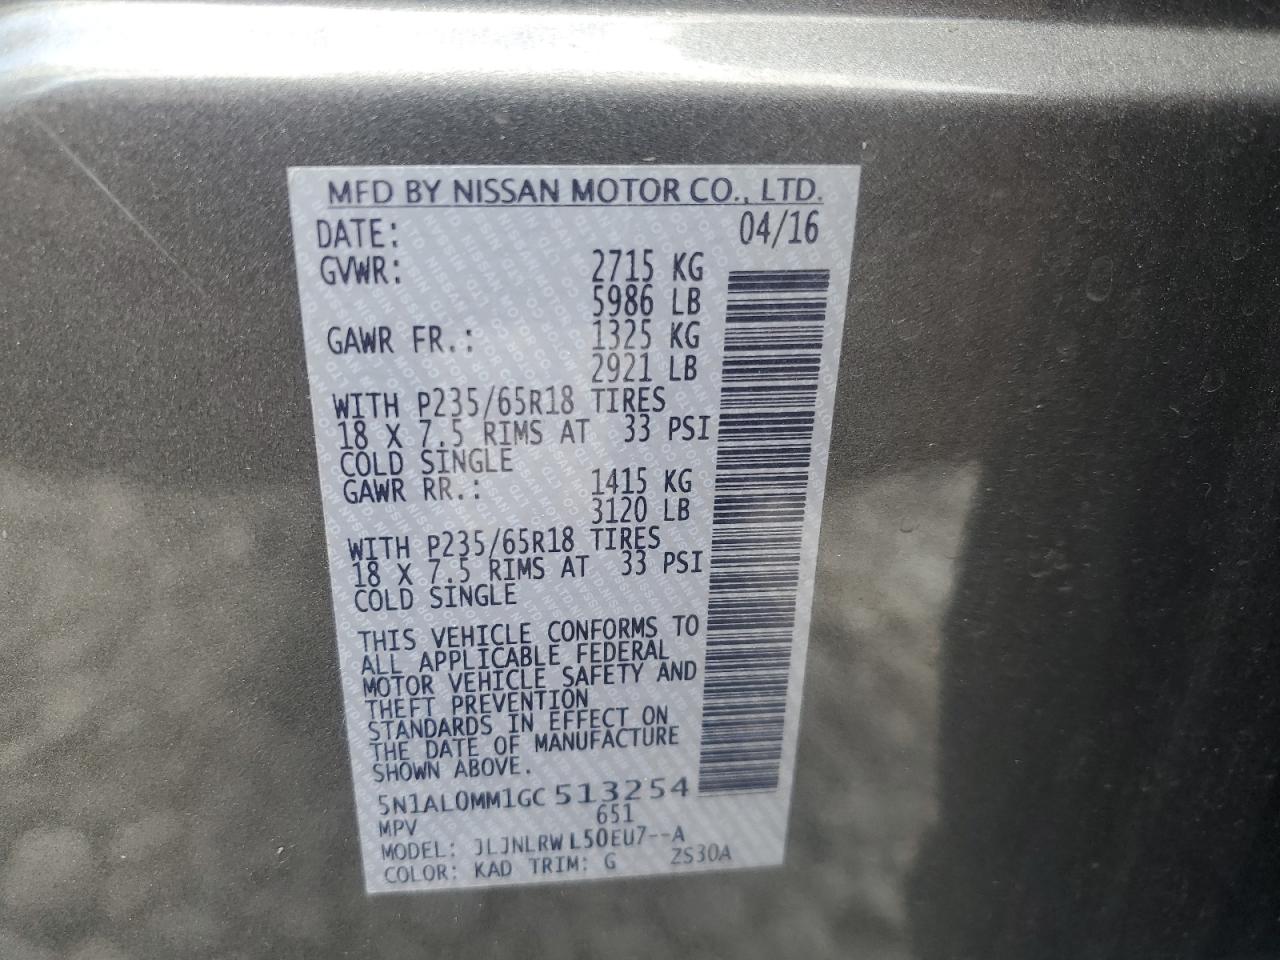 MFD BY NISSAN MOTOR CO., LTD.
DATE: 04/16
GVWR: 2715 KG
5986 LB
GAWR FR.: 1325 KG
2921 LB
WITH P235/65R18 TIRES
18 X 7.5 RIMS AT 33 PSI
COLD SINGLE
GAWR RR.: 1415 KG
3120 LB
WITH P235/65R18 TIRES
18 X 7.5 RIMS AT 33 PSI
COLD SINGLE
THIS VEHICLE CONFORMS TO
ALL APPLICABLE FEDERAL
MOTOR VEHICLE SAFETY AND
THEFT PREVENTION
STANDARDS IN EFFECT ON
THE DATE OF MANUFACTURE
SHOWN ABOVE.
5N1AL0MM1GC513254
MPV 651
MODEL: JLJNLRWL50EU7--A
COLOR: KAD TRIM: G ZS30A